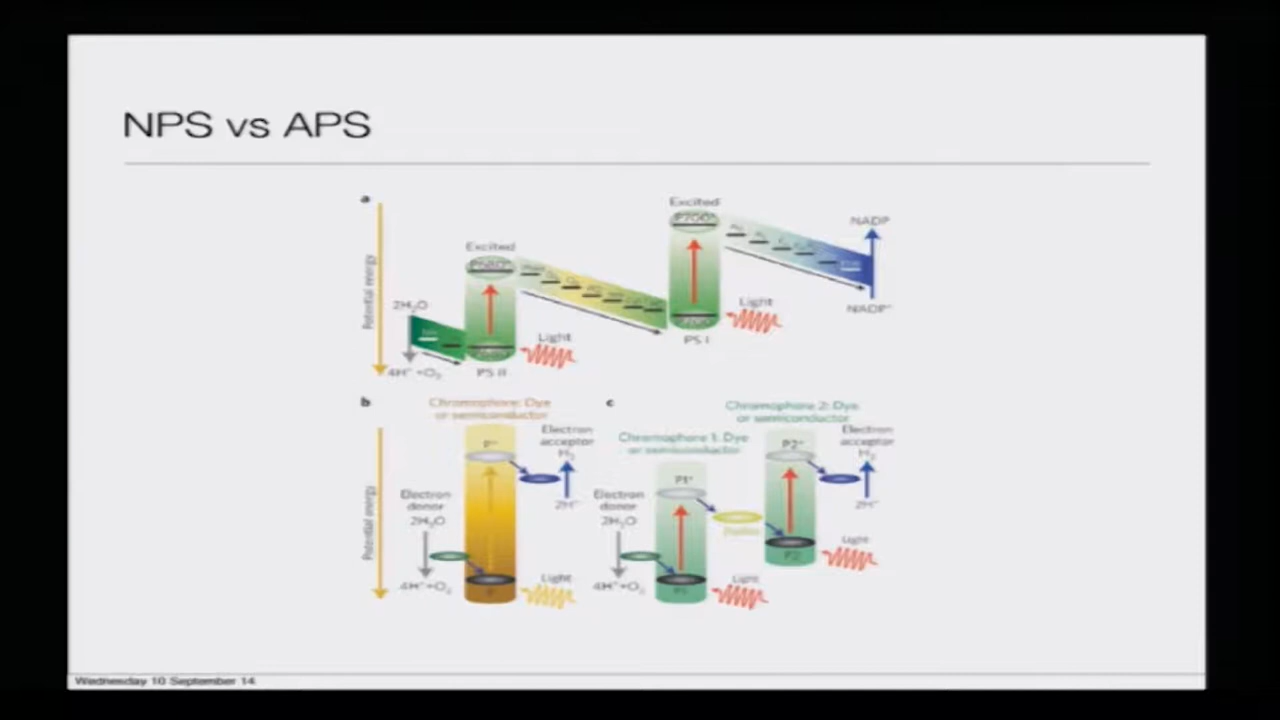 NPS vs APS
a
Excited
P700*
NADP
Excited
Potential energy
2H₂O
Light
NADP⁺
Light
PS I
4H⁺+O₂
PS II
b
Chromophore: Dye
or semiconductor
c
Chromophore 2: Dye
or semiconductor
Electron
acceptor
H₂
Chromophore 1: Dye
or semiconductor
Electron
acceptor
H₂
P*
P2*
P1*
Potential energy
Electron
donor
2H₂O
2H⁺
Electron
donor
2H₂O
2H⁺
Light
P2
4H⁺+O₂
Light
4H⁺+O₂
P1
Light
Wednesday 10 September 14